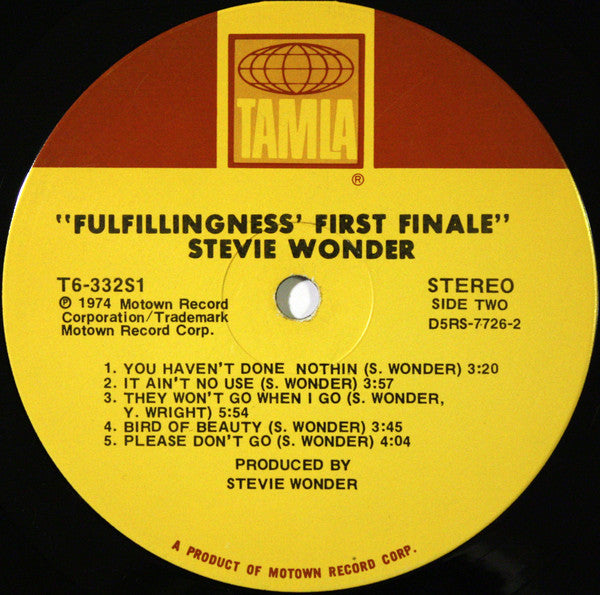 TAMLA
®
"FULFILLINGNESS' FIRST FINALE"
STEVIE WONDER
T6-332S1
℗ 1974 Motown Record
Corporation/Trademark
Motown Record Corp.
STEREO
SIDE TWO
D5RS-7726-2
1. YOU HAVEN'T DONE NOTHIN (S. WONDER) 3:20
2. IT AIN'T NO USE (S. WONDER) 3:57
3. THEY WON'T GO WHEN I GO (S. WONDER,
Y. WRIGHT) 5:54
4. BIRD OF BEAUTY (S. WONDER) 3:45
5. PLEASE DON'T GO (S. WONDER) 4:04
PRODUCED BY
STEVIE WONDER
A PRODUCT OF MOTOWN RECORD CORP.